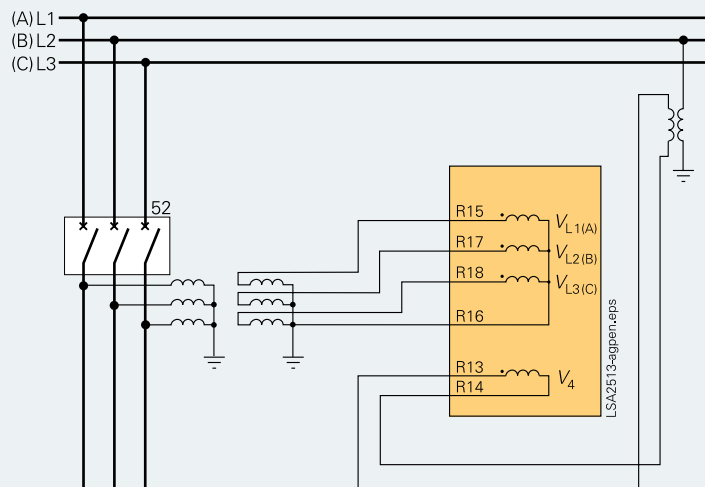 (A) L1
(B) L2
(C) L3
52
R15 VL1(A)
R17 VL2(B)
R18 VL3(C)
R16
R13 V4
R14
LSA2513-agpen.eps